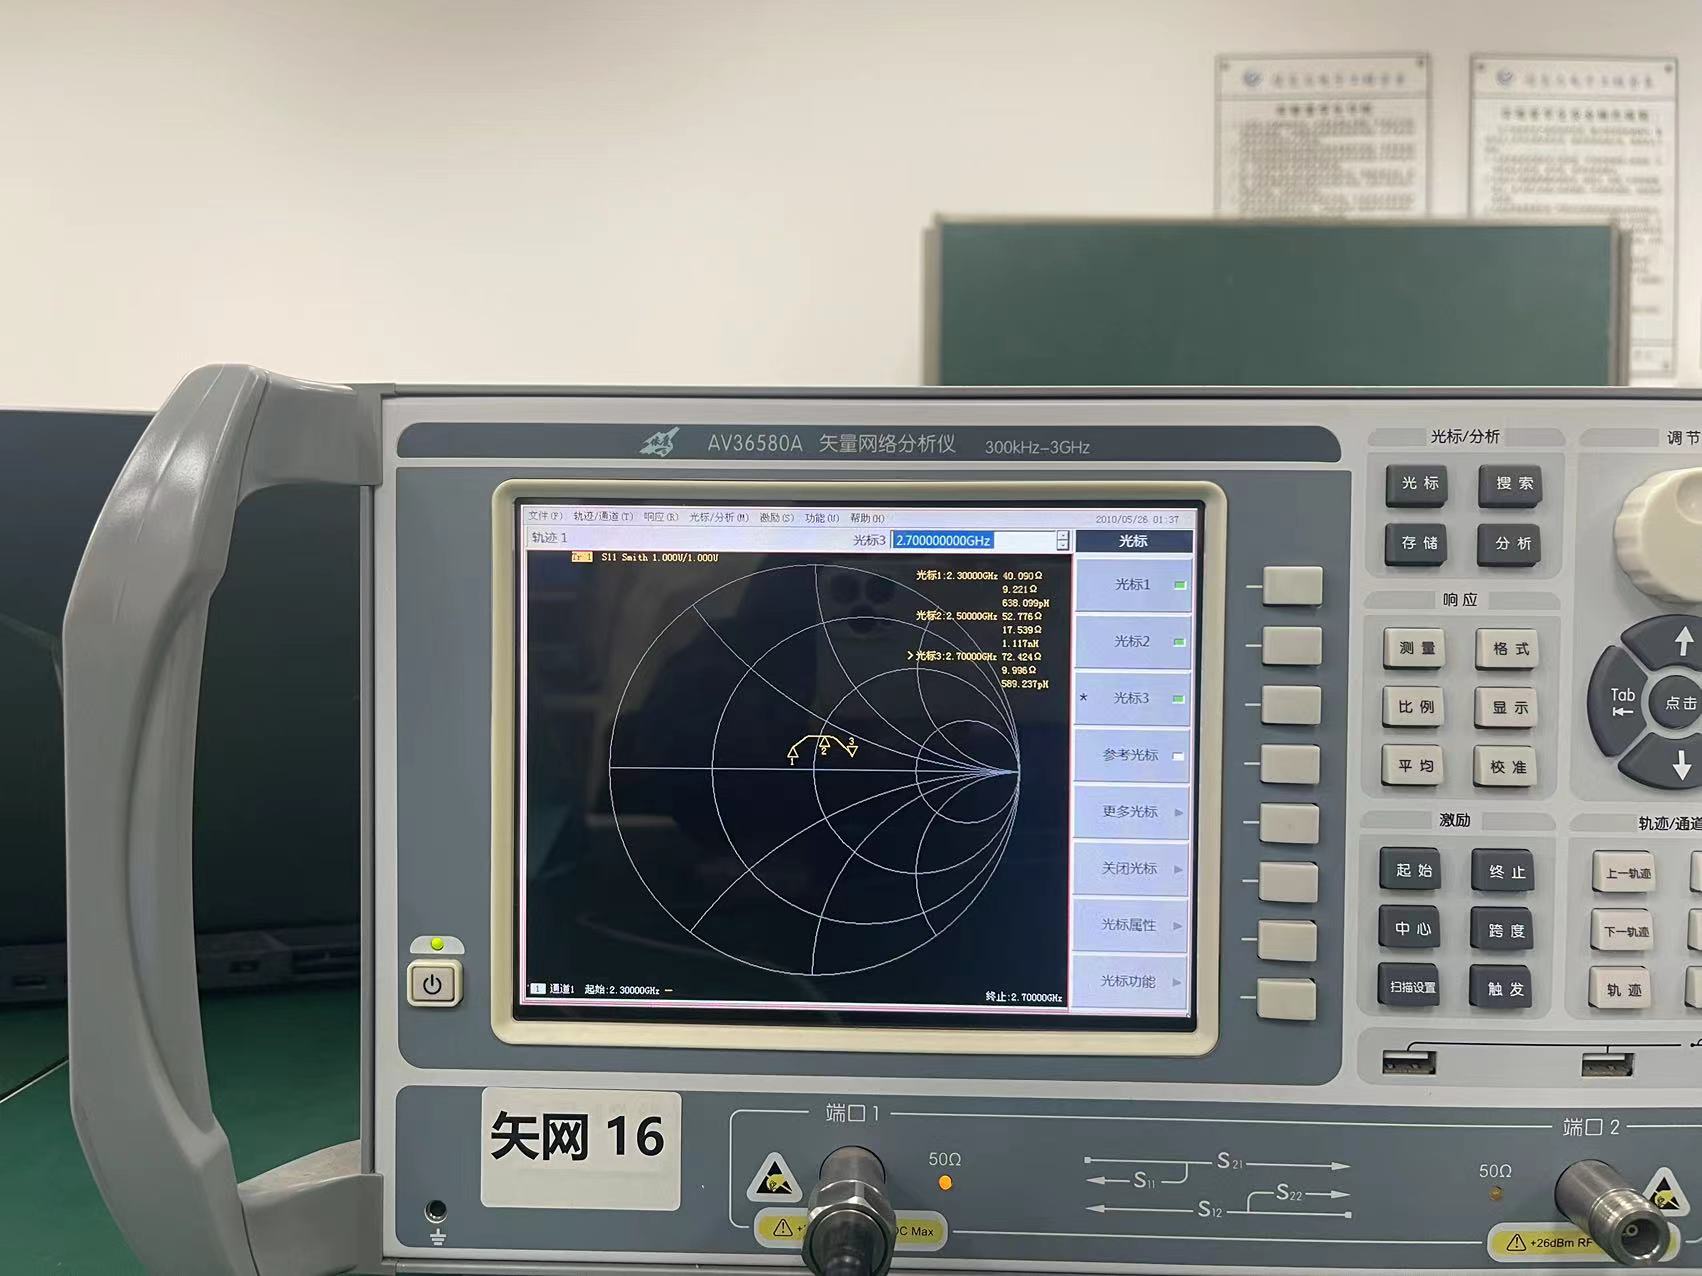 AV36580A 矢量网络分析仪 300kHz-3GHz
文件(F) 轨迹/通道(T) 响应(R) 光标/分析(M) 激励(S) 功能(U) 帮助(H) 2010/05/26 01:37
轨迹 1 光标3 2.700000000GHz 光标
Tr 1 S11 Smith 1.000U/1.000U
光标1:2.30000GHz 40.090Ω
9.221Ω
638.099pH
光标2:2.50000GHz 52.776Ω
17.539Ω
1.117nH
>光标3:2.70000GHz 72.424Ω
9.996Ω
589.237pH
1
2
3
光标1
光标2
* 光标3
参考光标
更多光标
关闭光标
光标属性
光标功能
1 通道1 起始:2.30000GHz 终止:2.70000GHz
光标/分析
光标 搜索
存储 分析
响应
测量 格式
比例 显示
平均 校准
激励
起始 终止
中心 跨度
扫描设置 触发
调节
Tab
点击
轨迹/通道
上一轨迹
下一轨迹
轨迹
矢网 16
端口 1
50Ω
DC Max
S21
S11
S22
S12
端口 2
50Ω
+26dBm RF